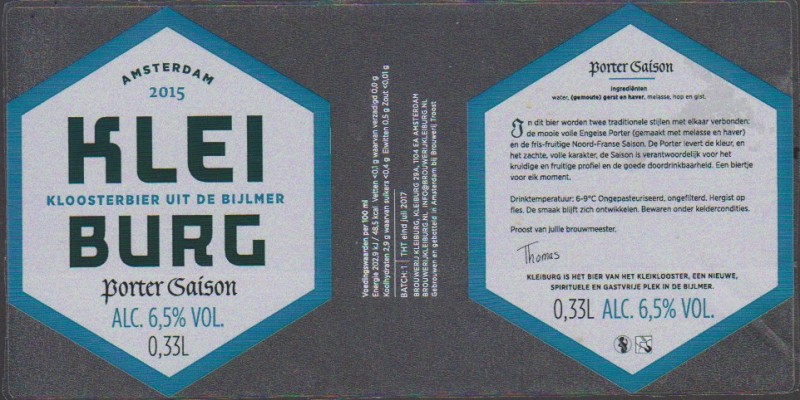 AMSTERDAM
2015
KLEI
KLOOSTERBIER UIT DE BIJLMER
BURG
Porter Saison
ALC. 6,5% VOL.
0,33L
Voedingswaarden per 100 ml
Energie 202,9 kJ / 48,5 kcal Vetten <0,1 g waarvan verzadigd 0,0 g
Koolhydraten 2,9 g waarvan suikers <0,4 g Eiwitten 0,5 g Zout <0,01 g
BATCH: 1 | THT eind juli 2017
BROUWERIJ KLEIBURG, KLEIBURG 29A, 1104 EA AMSTERDAM
BROUWERIJKLEIBURG.NL, INFO@BROUWERIJKLEIBURG.NL
Gebrouwen en gebotteld in Amsterdam bij Brouwerij Troost
Porter Saison
Ingrediënten
water, (gemoute) gerst en haver, melasse, hop en gist.
In dit bier worden twee traditionele stijlen met elkaar verbonden:
de mooie volle Engelse Porter (gemaakt met melasse en haver)
en de fris-fruitige Noord-Franse Saison. De Porter levert de kleur, en
het zachte, volle karakter, de Saison is verantwoordelijk voor het
kruidige en fruitige profiel en de goede doordrinkbaarheid. Een biertje
voor elk moment.
Drinktemperatuur: 6-9°C Ongepasteuriseerd, ongefilterd. Hergist op
fles. De smaak blijft zich ontwikkelen. Bewaren onder keldercondities.
Proost van jullie brouwmeester,
Thomas
KLEIBURG IS HET BIER VAN HET KLEIKLOOSTER, EEN NIEUWE,
SPIRITUELE EN GASTVRIJE PLEK IN DE BIJLMER.
0,33L ALC. 6,5% VOL.